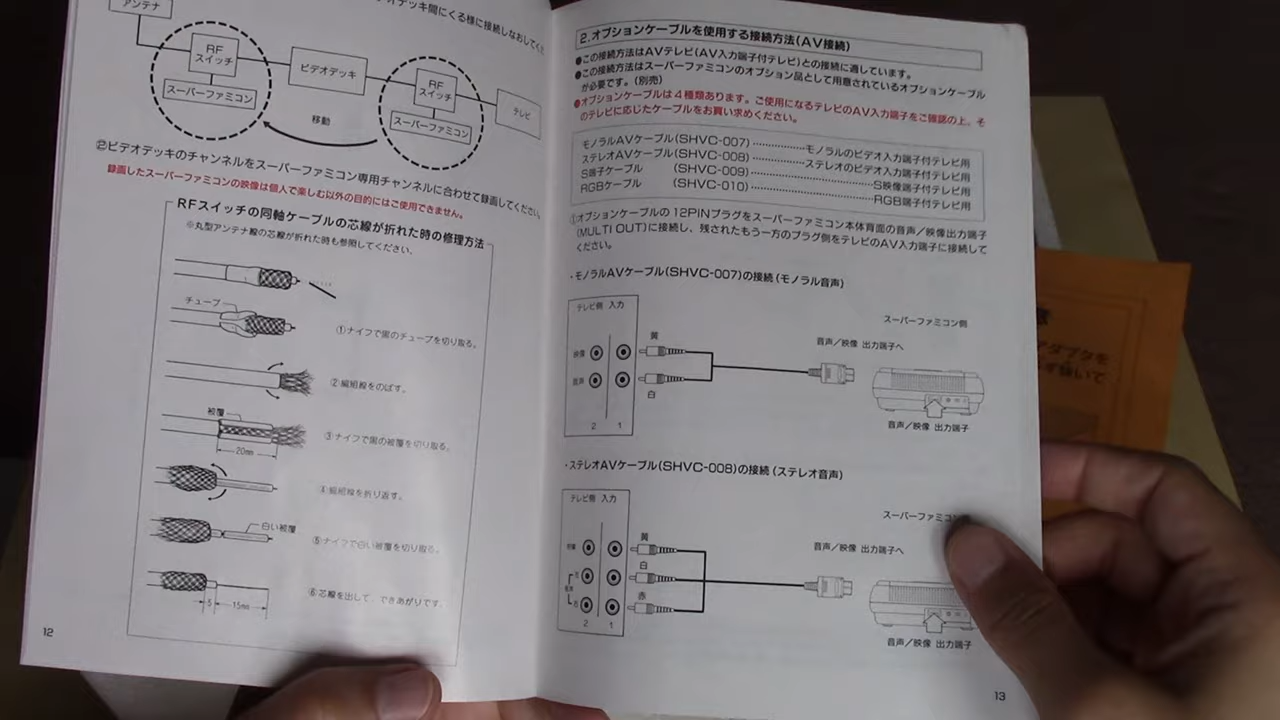 アンテナ
デッキ間にくる様に接続しなおしてくだ
RF
スイッチ
スーパーファミコン
ビデオデッキ
RF
スイッチ
スーパーファミコン
テレビ
移動
②ビデオデッキのチャンネルをスーパーファミコン専用チャンネルに合わせて録画してください。
録画したスーパーファミコンの映像は個人で楽しむ以外の目的にはご使用できません。
RFスイッチの同軸ケーブルの芯線が折れた時の修理方法
※丸型アンテナ線の芯線が折れた時も参照してください。
チューブ
①ナイフで黒のチューブを切り取る。
②編組線をのばす。
被覆
③ナイフで黒の被覆を切り取る。
20mm
④編組線を折り返す。
白い被覆
⑤ナイフで白い被覆を切り取る。
⑥芯線を出して、できあがりです。
5
15mm
12
2.オプションケーブルを使用する接続方法(AV接続)
●この接続方法はAVテレビ(AV入力端子付テレビ)との接続に適しています。
●この接続方法はスーパーファミコンのオプション品として用意されているオプションケーブル
が必要です。(別売)
●オプションケーブルは4種類あります。ご使用になるテレビのAV入力端子をご確認の上、そ
のテレビに応じたケーブルをお買い求めください。
モノラルAVケーブル(SHVC-007)……………モノラルのビデオ入力端子付テレビ用
ステレオAVケーブル(SHVC-008)……………ステレオのビデオ入力端子付テレビ用
S端子ケーブル (SHVC-009)……………………………S映像端子付テレビ用
RGBケーブル (SHVC-010)……………………………RGB端子付テレビ用
①オプションケーブルの12PINプラグをスーパーファミコン本体背面の音声/映像出力端子
(MULTI OUT)に接続し、残されたもう一方のプラグ側をテレビのAV入力端子に接続して
ください。
・モノラルAVケーブル(SHVC-007)の接続(モノラル音声)
テレビ側 入力
スーパーファミコン側
黄
音声/映像 出力端子へ
映像
音声
白
2 1
音声/映像 出力端子
・ステレオAVケーブル(SHVC-008)の接続(ステレオ音声)
テレビ側 入力
スーパーファミコン
黄
音声/映像 出力端子へ
映像
白
左
音声
赤
右
2 1
音声/映像 出力端子
13
アダプタを
ず抜いて